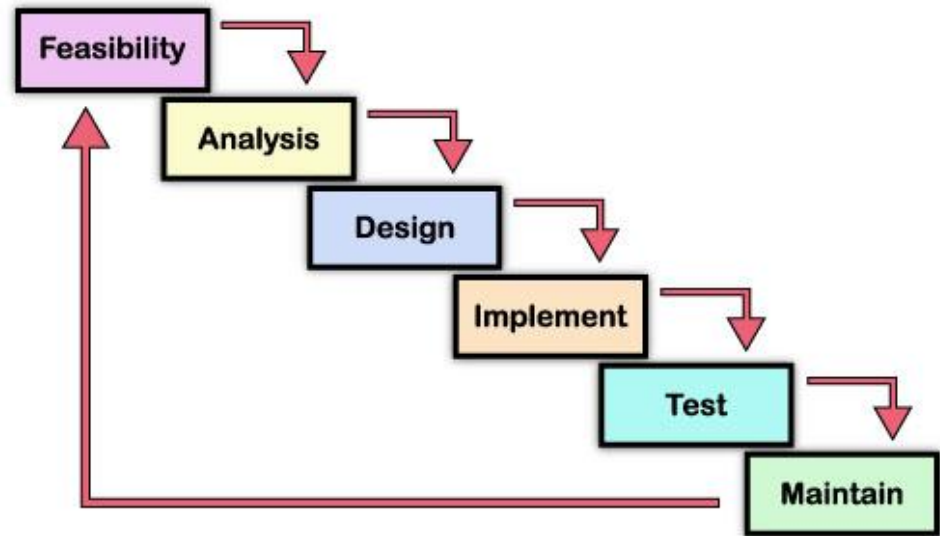 Feasibility
Analysis
Design
Implement
Test
Maintain